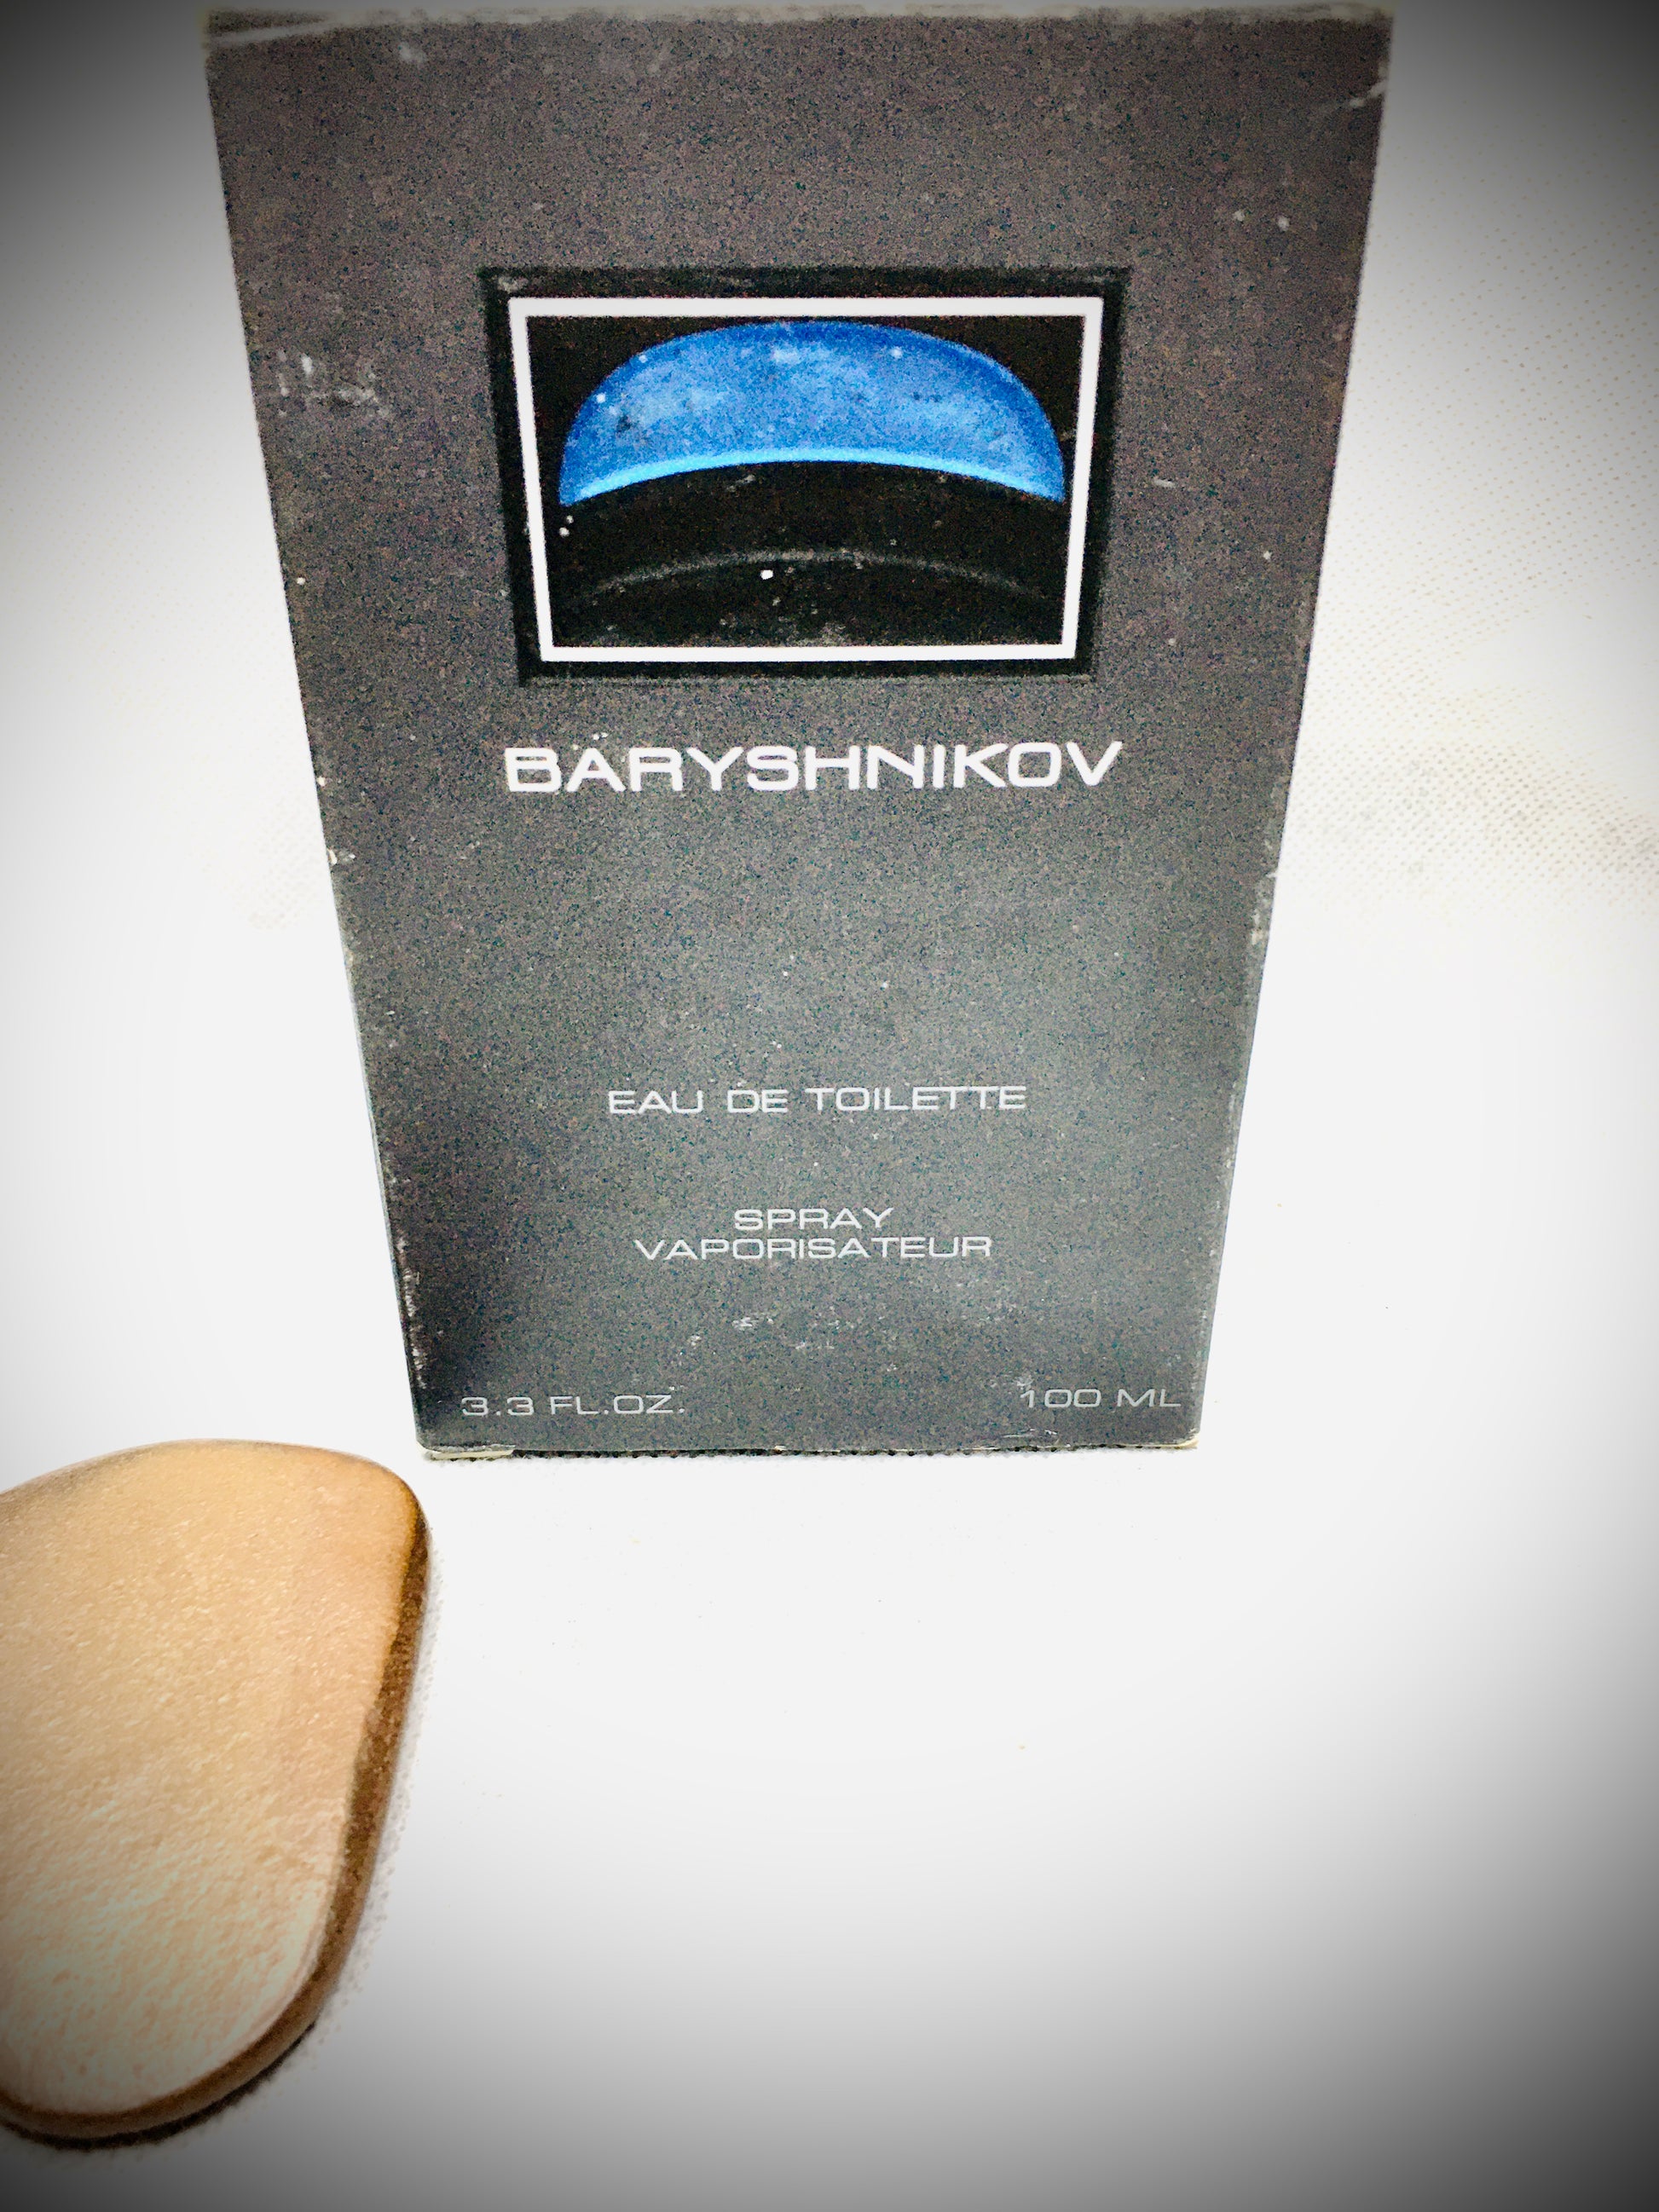 BARYSHNIKOV
EAU DE TOILETTE
SPRAY
VAPORISATEUR
3.3 FL.OZ. 100 ML